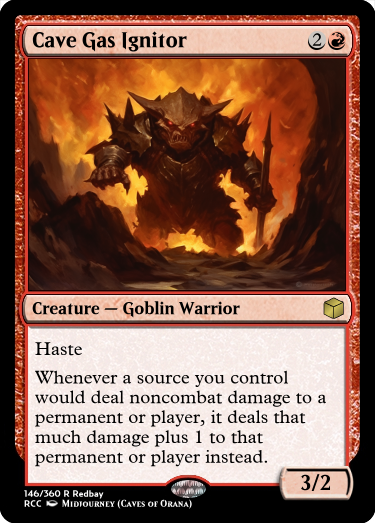 Cave Gas Ignitor 2
Creature — Goblin Warrior
Haste
Whenever a source you control
would deal noncombat damage to a
permanent or player, it deals that
much damage plus 1 to that
permanent or player instead.
3/2
146/360 R Redbay
RCC Midjourney (Caves of Orana)